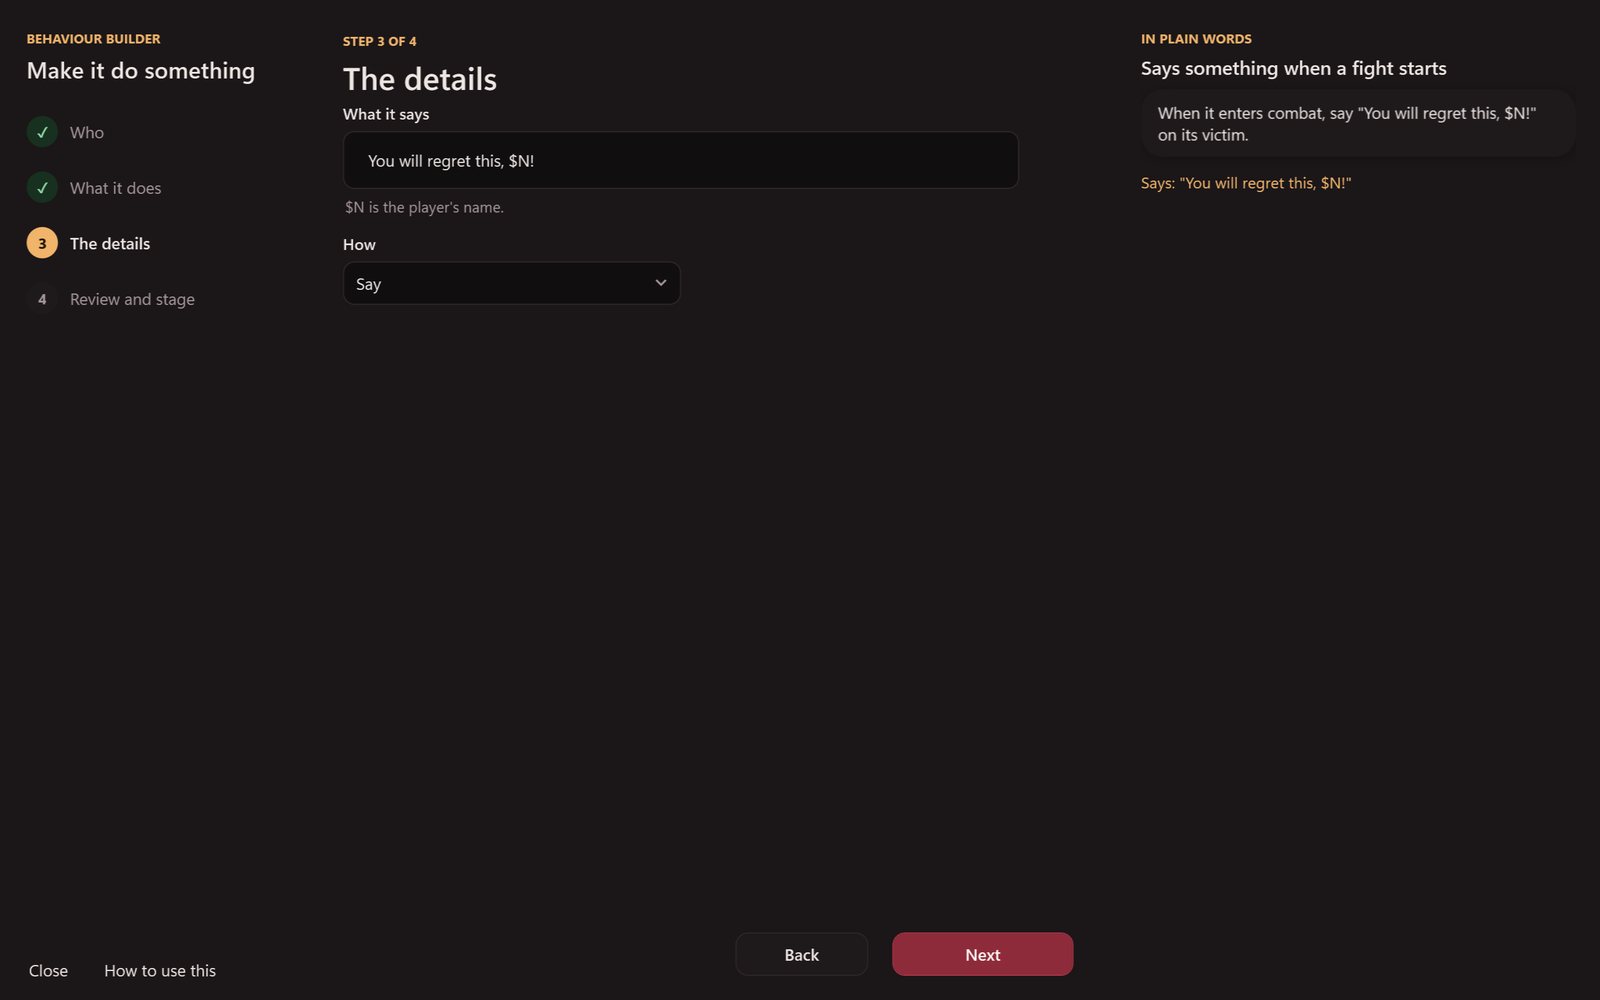 BEHAVIOUR BUILDER
Make it do something
✓ Who
✓ What it does
3 The details
4 Review and stage
Close
How to use this
STEP 3 OF 4
The details
What it says
You will regret this, $N!
$N is the player's name.
How
Say
Back
Next
IN PLAIN WORDS
Says something when a fight starts
When it enters combat, say "You will regret this, $N!"
on its victim.
Says: "You will regret this, $N!"